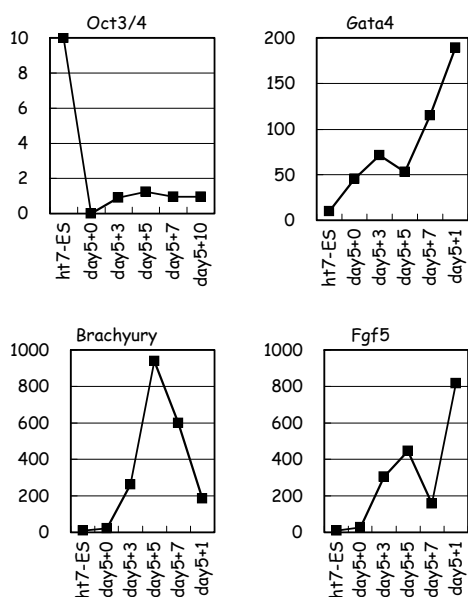 Oct3/4
10
8
6
4
2
0
ht7-ES
day5+0
day5+3
day5+5
day5+7
day5+10
Gata4
200
150
100
50
0
ht7-ES
day5+0
day5+3
day5+5
day5+7
day5+1
Brachyury
1000
800
600
400
200
0
ht7-ES
day5+0
day5+3
day5+5
day5+7
day5+1
Fgf5
1000
800
600
400
200
0
ht7-ES
day5+0
day5+3
day5+5
day5+7
day5+1